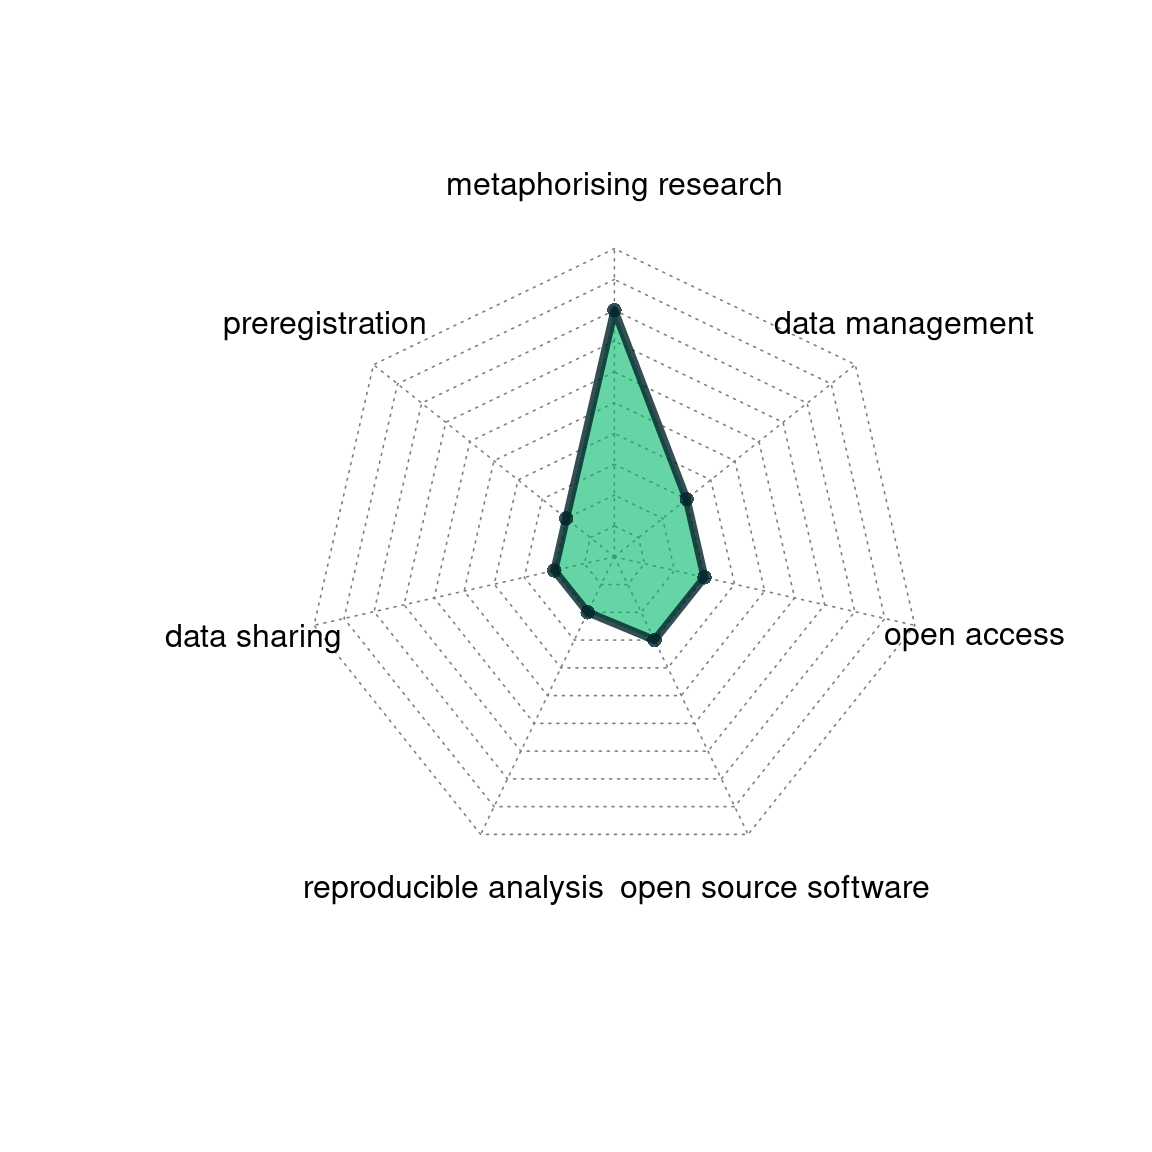 metaphorising research
preregistration
data management
data sharing
open access
reproducible analysis
open source software